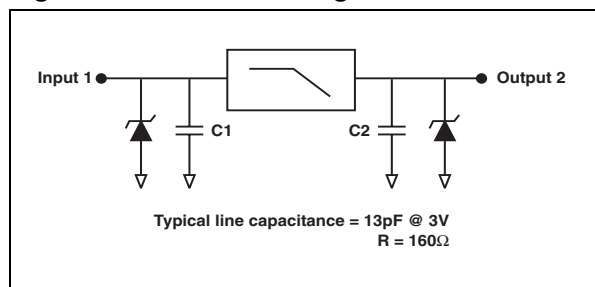 Input 1
Output 2
C1
C2
Typical line capacitance = 13pF @ 3V
R = 160Ω